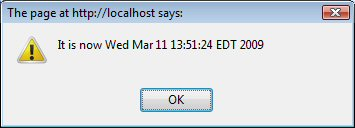 The page at http://localhost says:
It is now Wed Mar 11 13:51:24 EDT 2009
OK